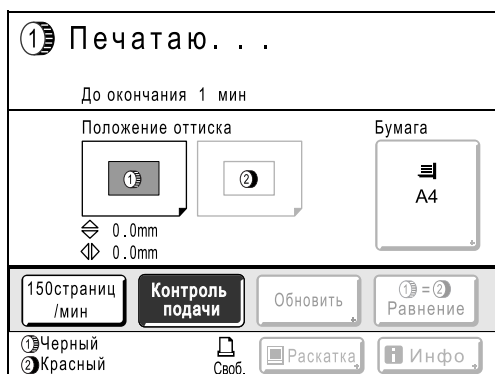 ① Печатаю. . .
До окончания 1 мин
Положение оттиска
Бумага
①
②
A4
0.0mm
0.0mm
150страниц
/мин
Контроль
подачи
Обновить
①=②
Равнение
①Черный
②Красный
Своб.
Раскатка
Инфо